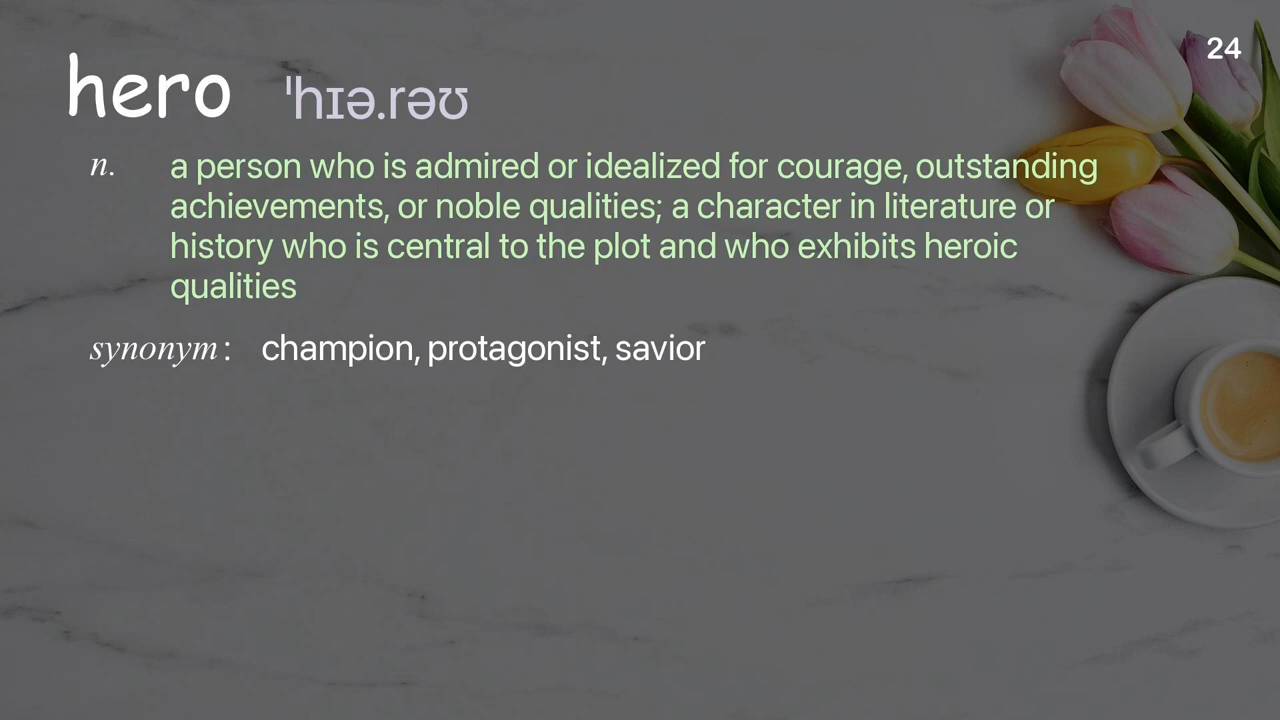 24
hero ˈhɪə.rəʊ
n. a person who is admired or idealized for courage, outstanding
achievements, or noble qualities; a character in literature or
history who is central to the plot and who exhibits heroic
qualities
synonym: champion, protagonist, savior